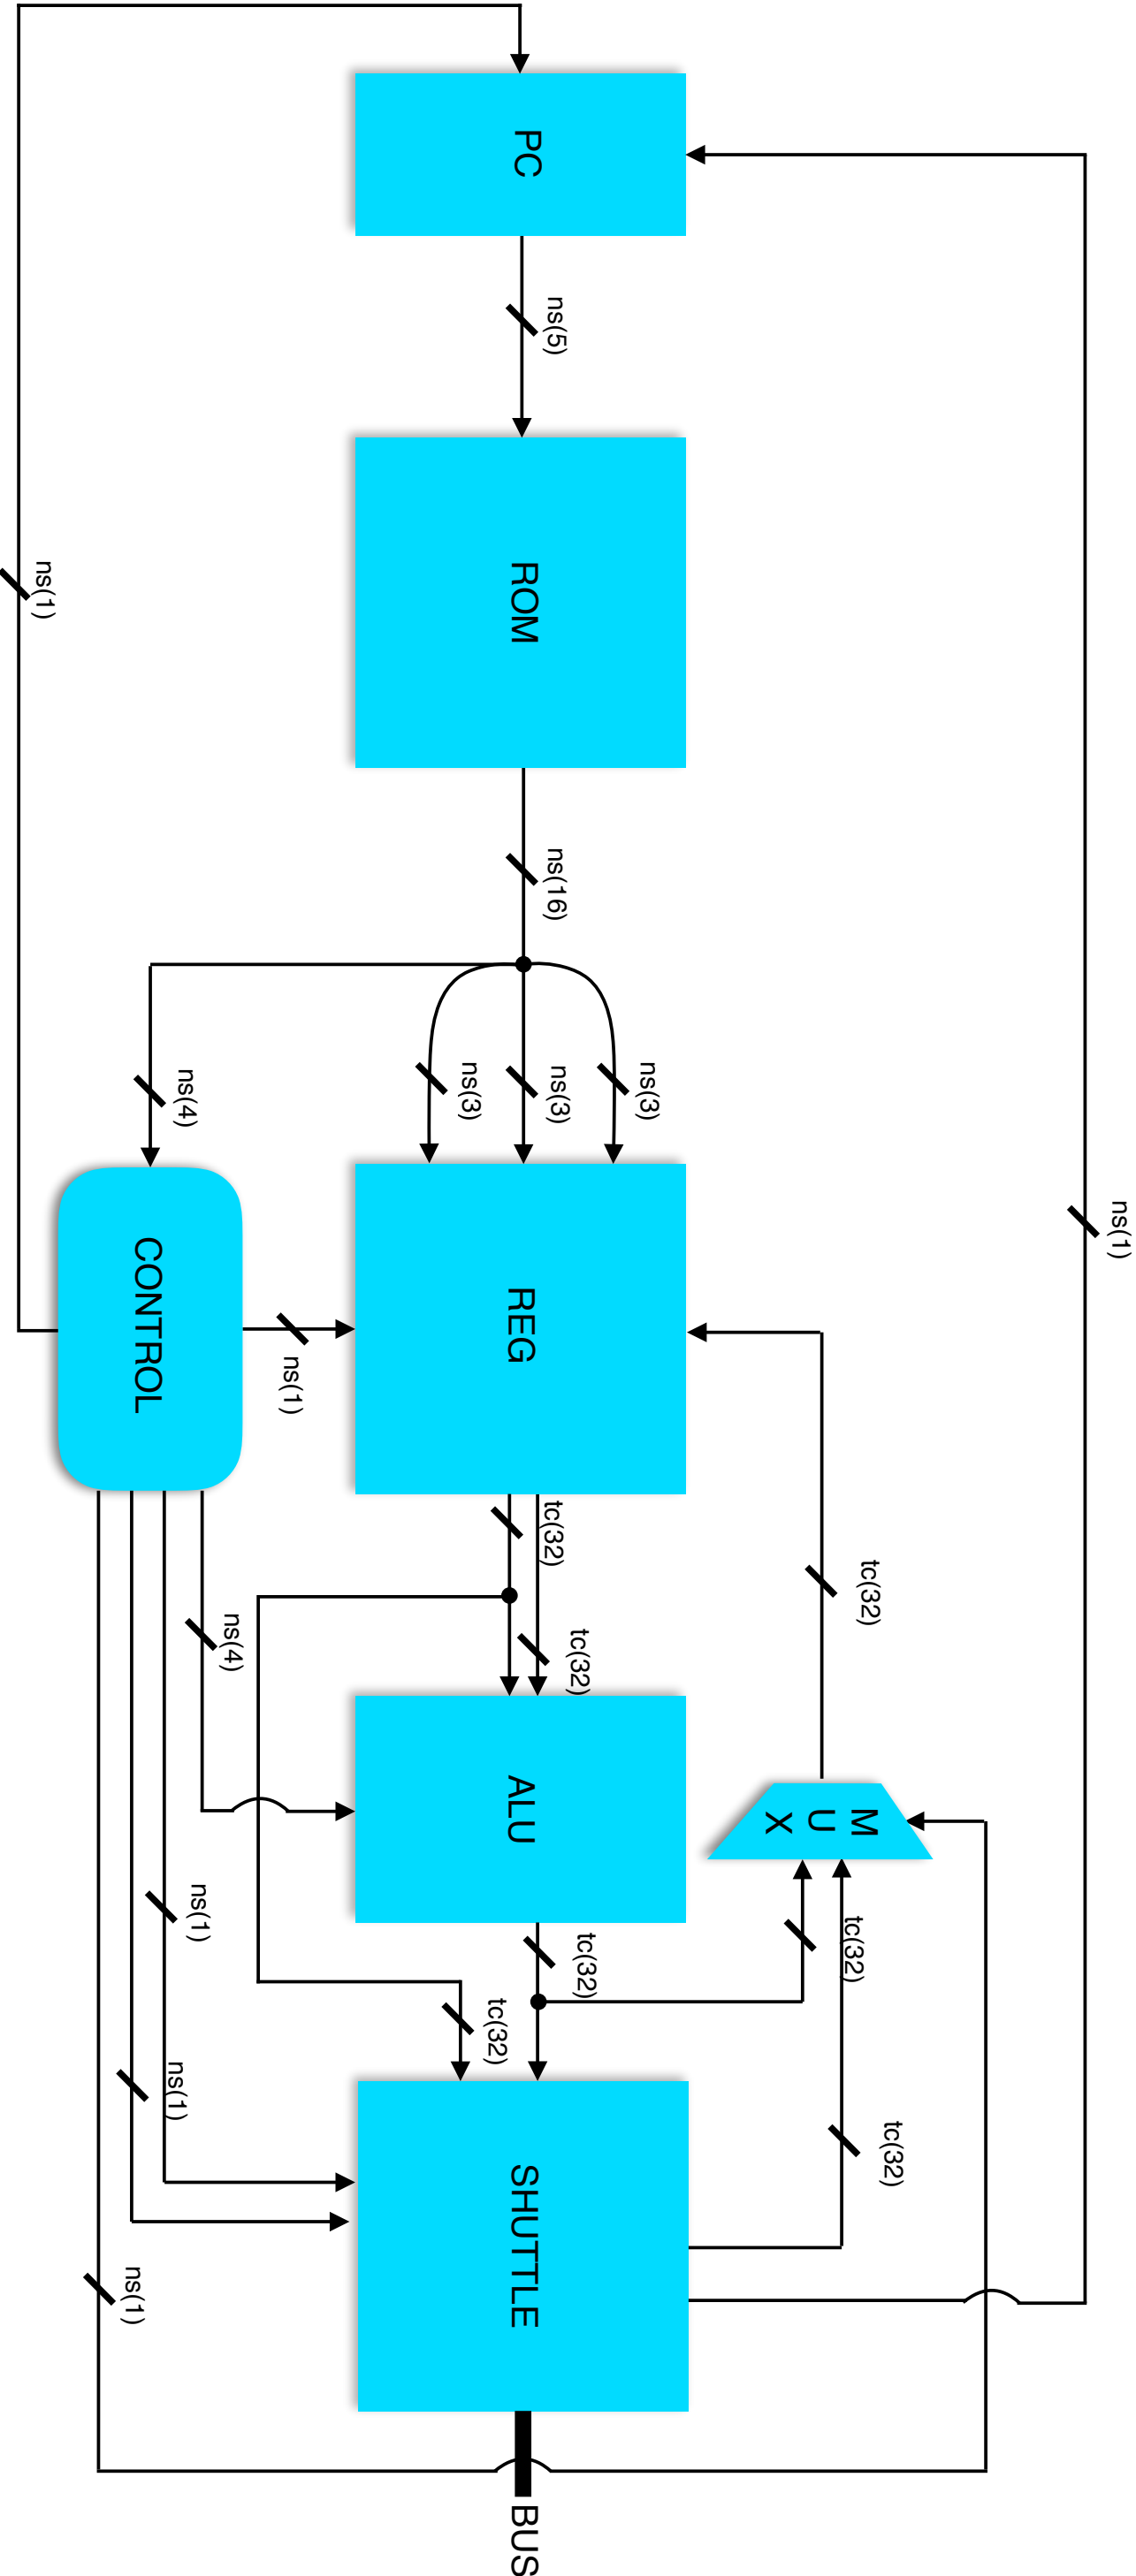 ns(1)
tc(32)
M
U
X
tc(32)
tc(32)
PC
ns(5)
ROM
ns(16)
ns(3)
ns(3)
ns(3)
REG
tc(32)
tc(32)
ALU
tc(32)
tc(32)
SHUTTLE
BUS
ns(1)
ns(4)
CONTROL
ns(1)
ns(4)
ns(1)
ns(1)
ns(1)